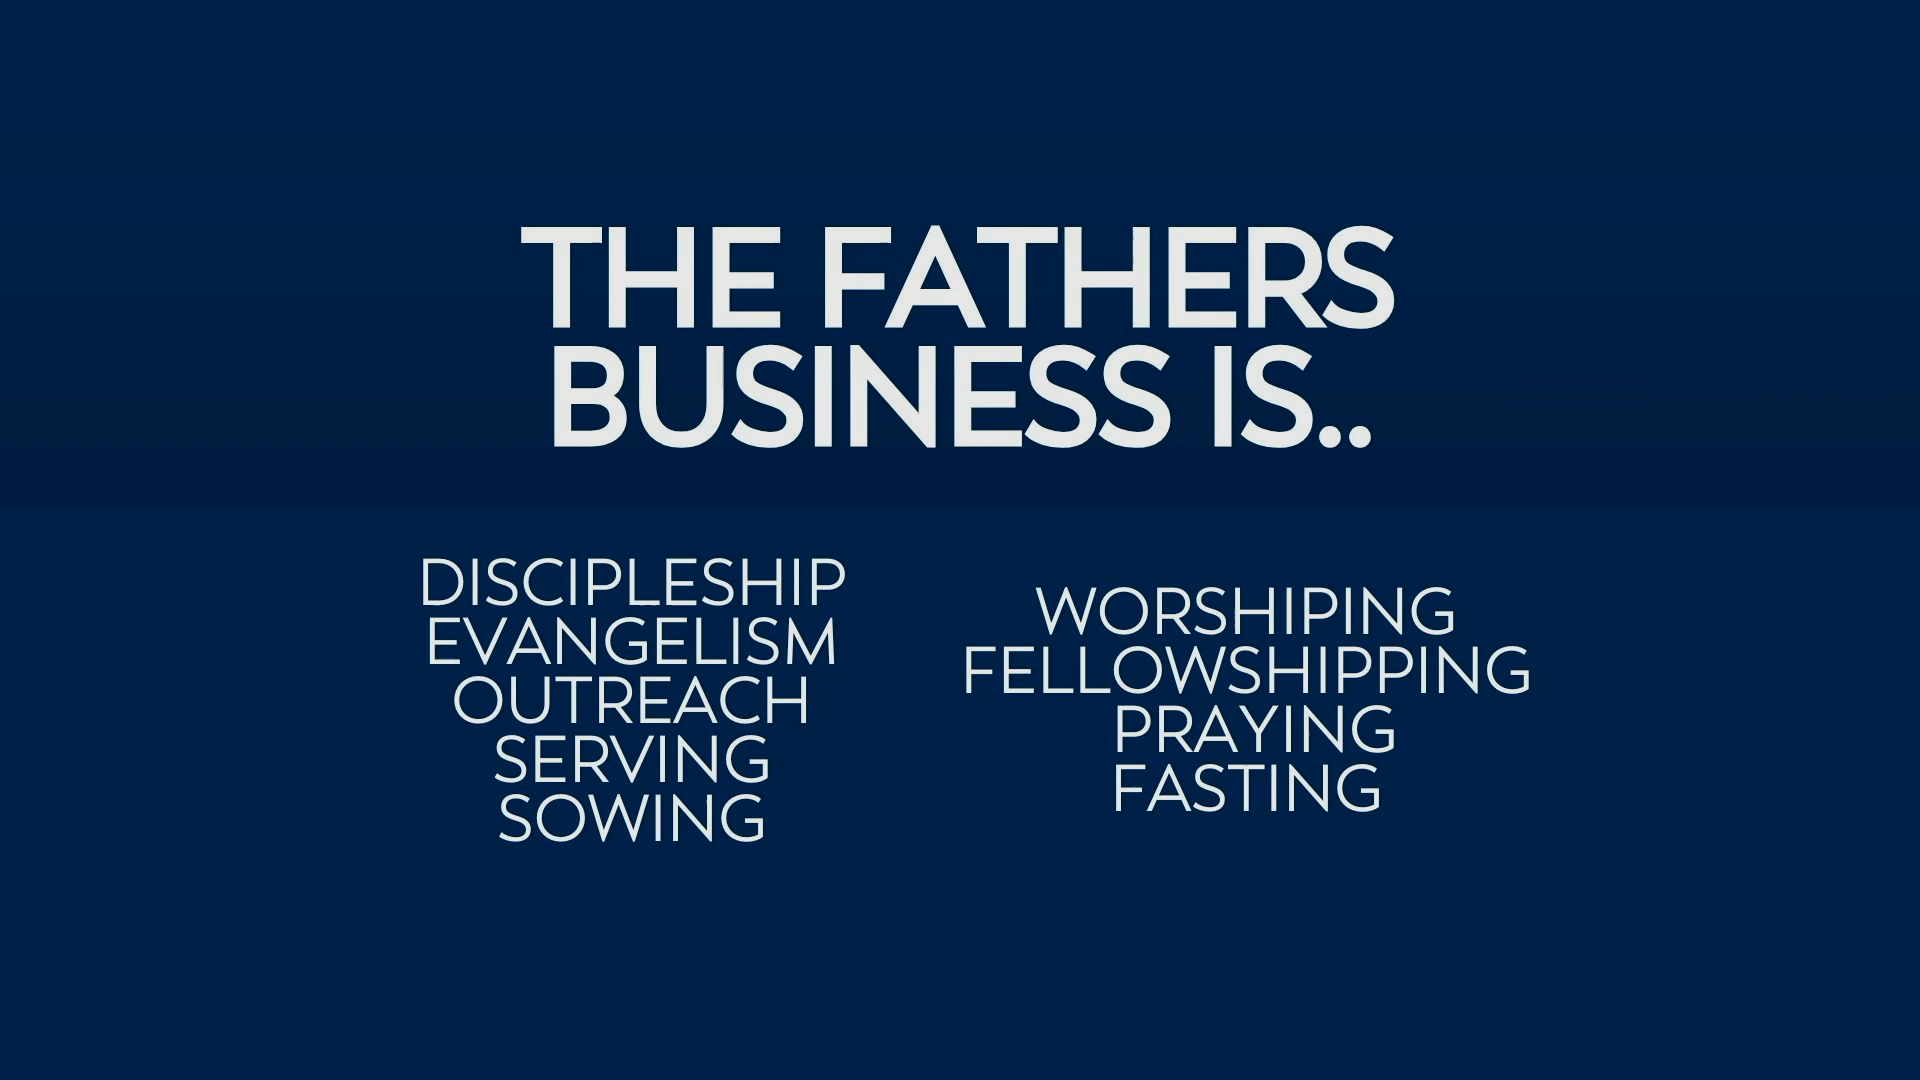 THE FATHERS
BUSINESS IS..
DISCIPLESHIP
EVANGELISM
OUTREACH
SERVING
SOWING
WORSHIPING
FELLOWSHIPPING
PRAYING
FASTING